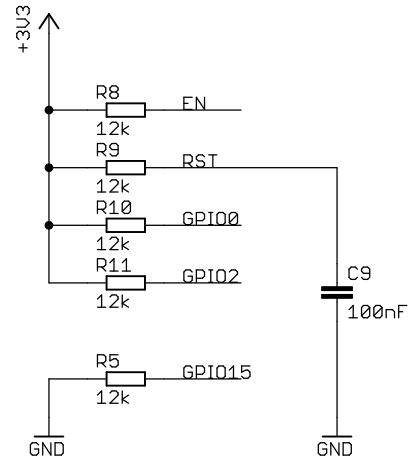 +3V3
R8
EN
12k
R9
RST
12k
R10
GPIO0
12k
R11
GPIO2
12k
C9
100nF
R5
GPIO15
12k
GND
GND